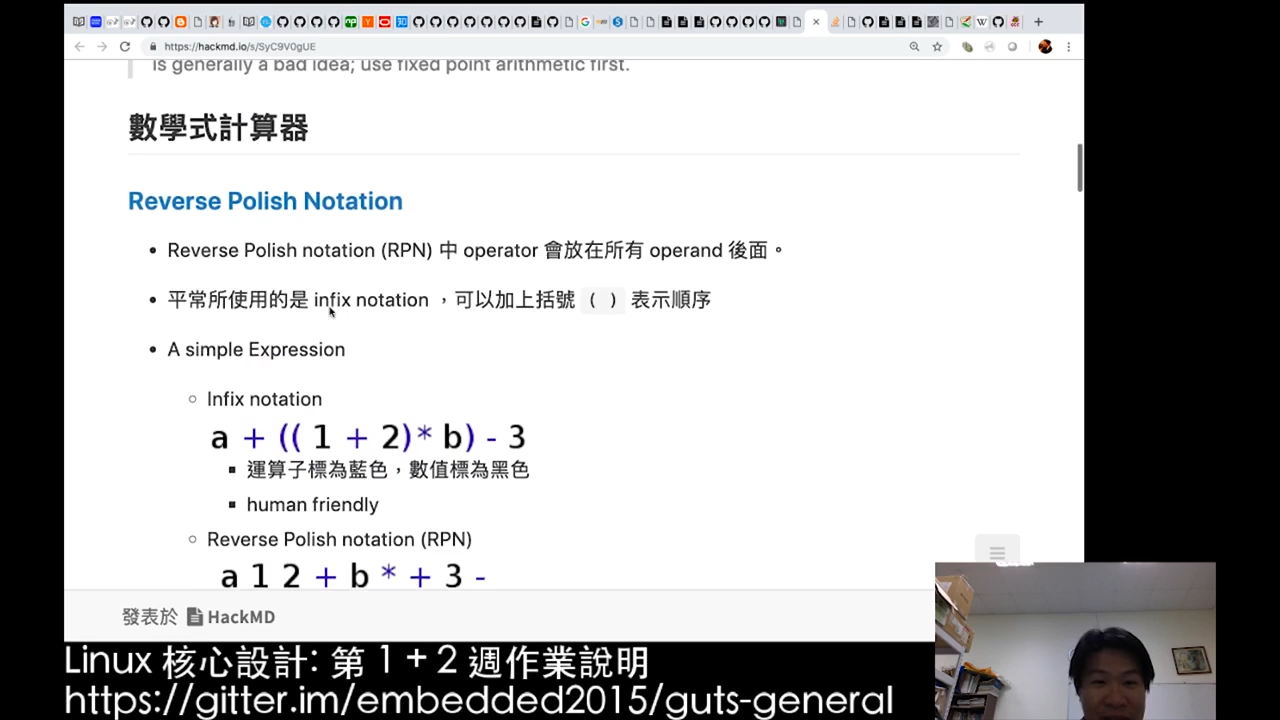 https://hackmd.io/s/SyC9V0gUE
is generally a bad idea; use fixed point arithmetic first.
數學式計算器
Reverse Polish Notation
• Reverse Polish notation (RPN) 中 operator 會放在所有 operand 後面。
• 平常所使用的是 infix notation ，可以加上括號 ( ) 表示順序
• A simple Expression
◦ Infix notation
a + (( 1 + 2)* b) - 3
▪ 運算子標為藍色，數值標為黑色
▪ human friendly
◦ Reverse Polish notation (RPN)
a 1 2 + b * + 3 -
發表於 HackMD
Linux 核心設計: 第 1 + 2 週作業說明
https://gitter.im/embedded2015/guts-general